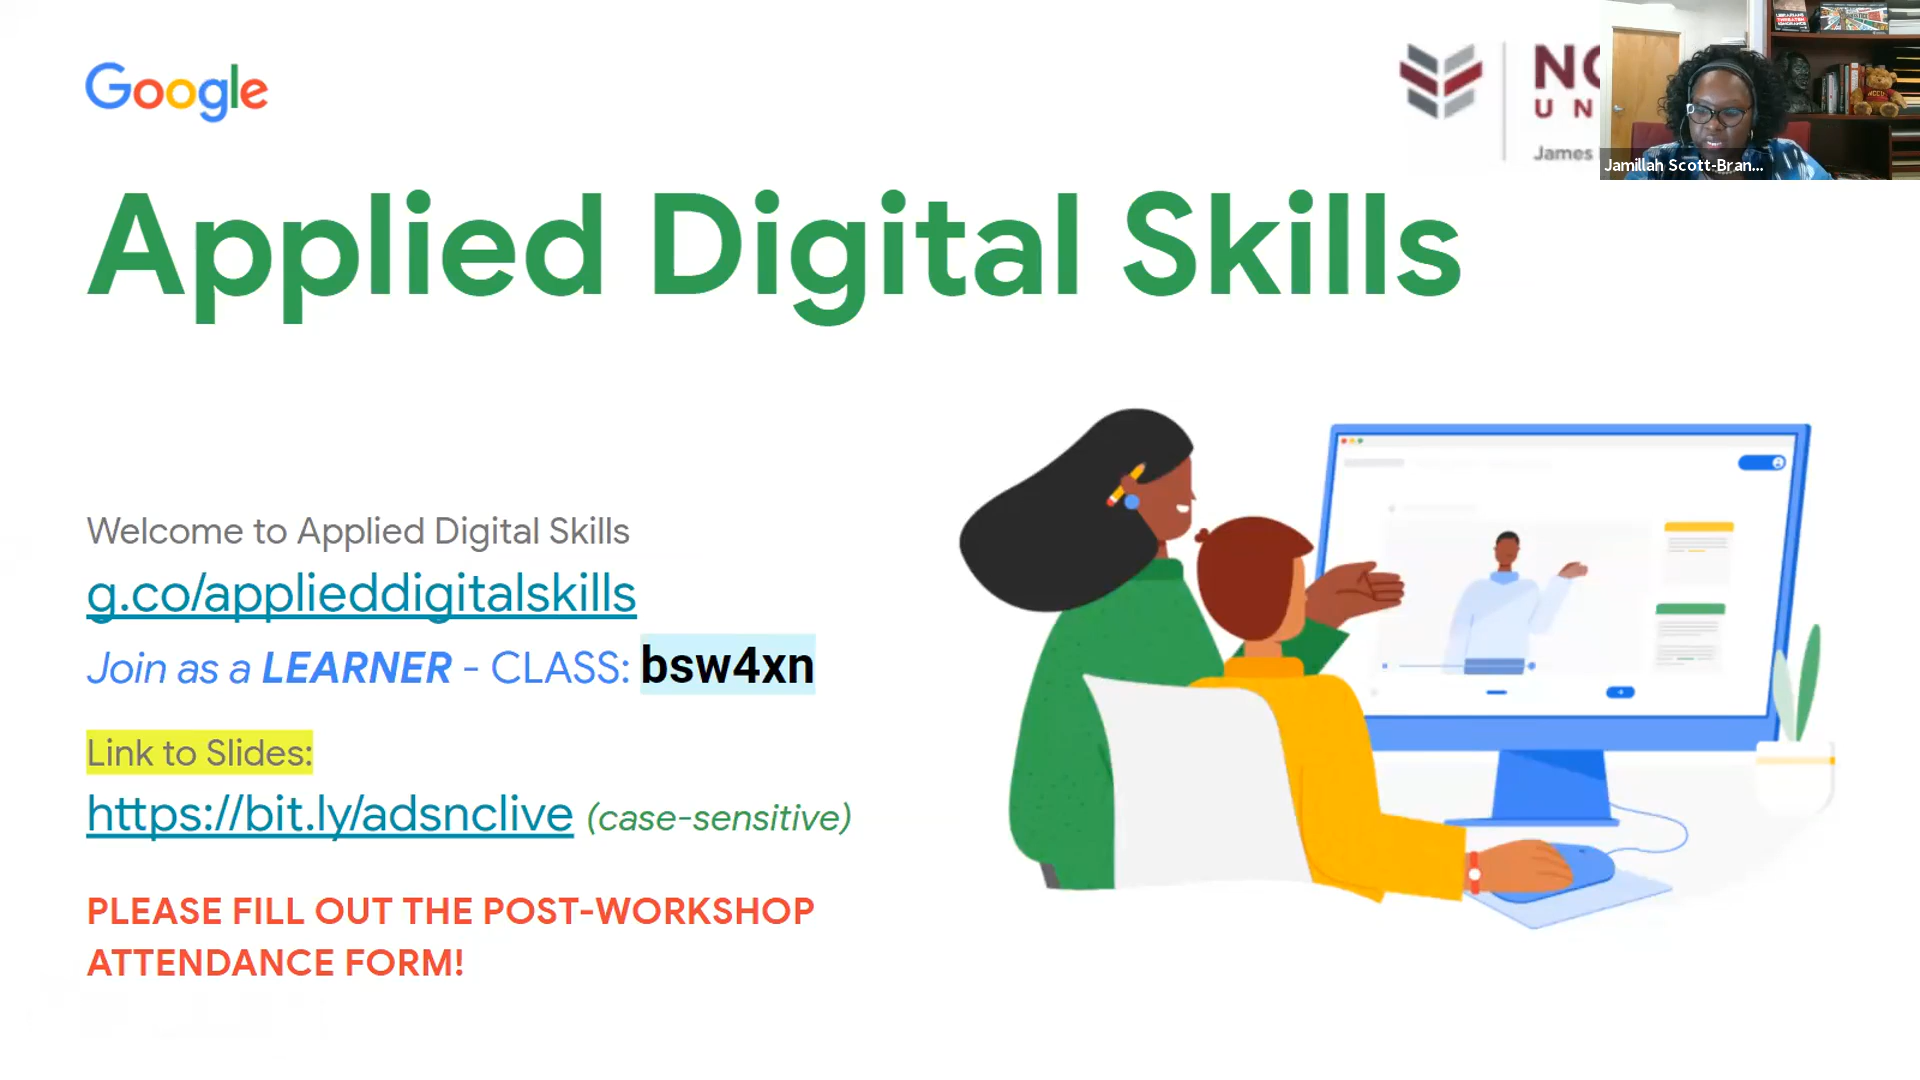 Google
NC
UN
James
Jamillah Scott-Bran...
Applied Digital Skills
Welcome to Applied Digital Skills
g.co/applieddigitalskills
Join as a LEARNER - CLASS: bsw4xn
Link to Slides:
https://bit.ly/adsnclive (case-sensitive)
PLEASE FILL OUT THE POST-WORKSHOP
ATTENDANCE FORM!